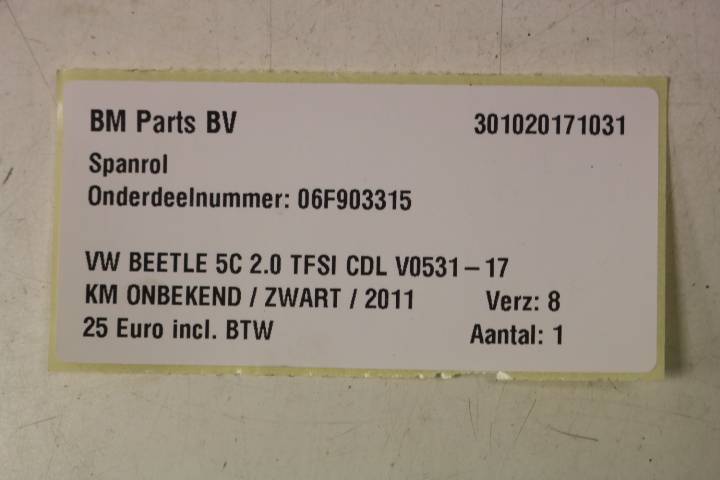 BM Parts BV 301020171031
Spanrol
Onderdeelnummer: 06F903315
VW BEETLE 5C 2.0 TFSI CDL V0531-17
KM ONBEKEND / ZWART / 2011 Verz: 8
25 Euro incl. BTW Aantal: 1